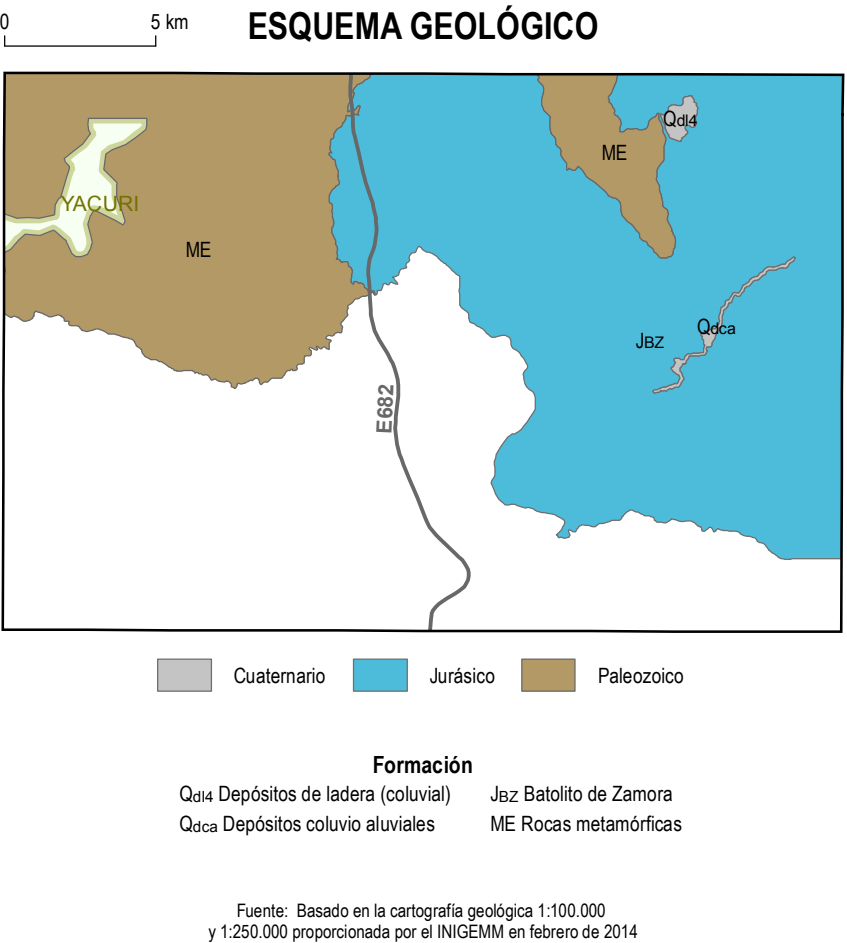 0 5 km
ESQUEMA GEOLÓGICO
Qdl4
ME
YACURI
ME
Qdca
JBZ
E682
Cuaternario Jurásico Paleozoico
Formación
Qdl4 Depósitos de ladera (coluvial) JBZ Batolito de Zamora
Qdca Depósitos coluvio aluviales ME Rocas metamórficas
Fuente: Basado en la cartografía geológica 1:100.000
y 1:250.000 proporcionada por el INIGEMM en febrero de 2014